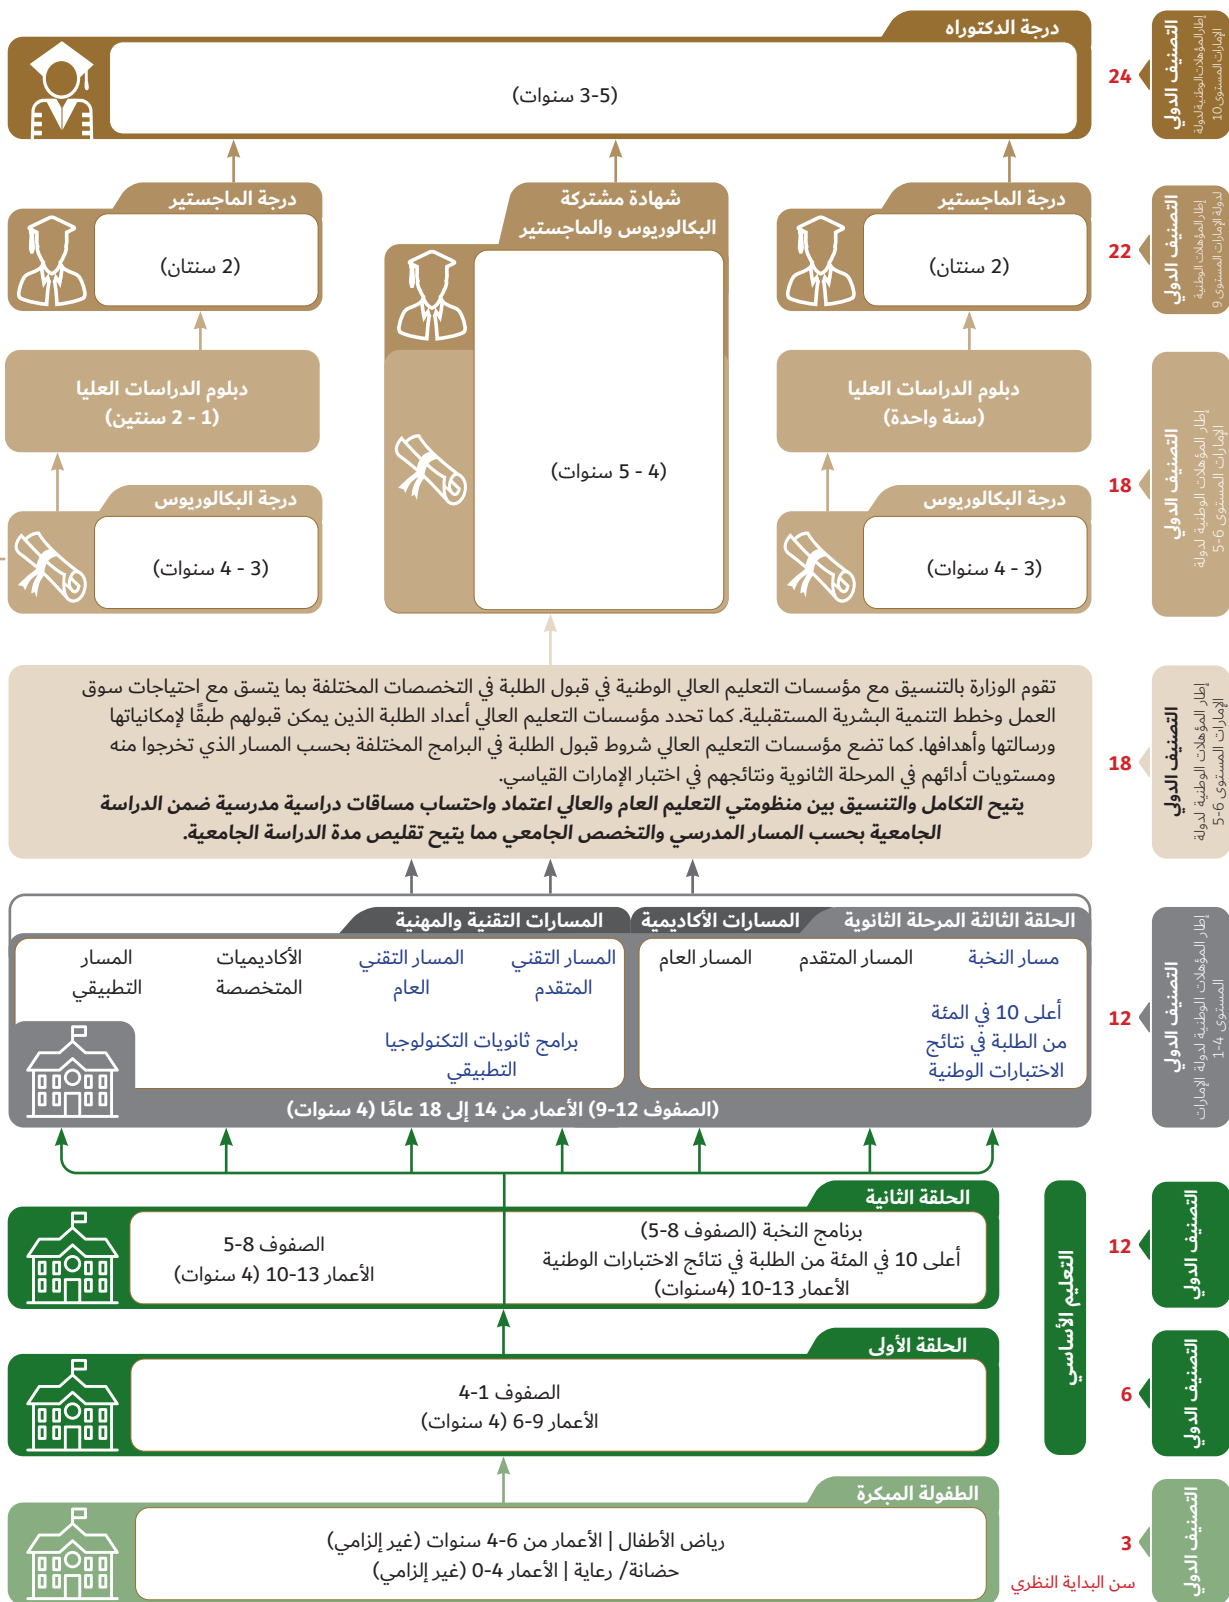 درجة الدكتوراه
(3-5 سنوات)
24
التصنيف الدولي
إطار المؤهلات الوطنية لدولة
الإمارات المستوى 10
درجة الماجستير
(2 سنتان)
شهادة مشتركة
البكالوريوس والماجستير
(4 - 5 سنوات)
درجة الماجستير
(2 سنتان)
22
التصنيف الدولي
إطار المؤهلات الوطنية
لدولة الإمارات المستوى 9
دبلوم الدراسات العليا
(سنة واحدة)
دبلوم الدراسات العليا
(1 - 2 سنتين)
درجة البكالوريوس
(3 - 4 سنوات)
درجة البكالوريوس
(3 - 4 سنوات)
18
التصنيف الدولي
إطار المؤهلات الوطنية لدولة
الإمارات المستوى 6-5
تقوم الوزارة بالتنسيق مع مؤسسات التعليم العالي الوطنية في قبول الطلبة في التخصصات المختلفة بما يتسق مع احتياجات سوق
العمل وخطط التنمية البشرية المستقبلية. كما تحدد مؤسسات التعليم العالي أعداد الطلبة الذين يمكن قبولهم طبقًا لإمكانياتها
ورسالتها وأهدافها. كما تضع مؤسسات التعليم العالي شروط قبول الطلبة في البرامج المختلفة بحسب المسار الذي تخرجوا منه
ومستويات أدائهم في المرحلة الثانوية ونتائجهم في اختبار الإمارات القياسي.
يتيح التكامل والتنسيق بين منظومتي التعليم العام والعالي اعتماد واحتساب مساقات دراسية مدرسية ضمن الدراسة
الجامعية بحسب المسار المدرسي والتخصص الجامعي مما يتيح تقليص مدة الدراسة الجامعية.
18
التصنيف الدولي
إطار المؤهلات الوطنية لدولة
الإمارات المستوى 6-5
الحلقة الثالثة المرحلة الثانوية
المسارات الأكاديمية
المسارات التقنية والمهنية
مسار النخبة
أعلى 10 في المئة
من الطلبة في نتائج
الاختبارات الوطنية
المسار المتقدم
المسار العام
المسار التقني
المتقدم
المسار التقني
العام
برامج ثانويات التكنولوجيا
التطبيقي
الأكاديميات
المتخصصة
المسار
التطبيقي
(الصفوف 12-9) الأعمار من 14 إلى 18 عامًا (4 سنوات)
12
التصنيف الدولي
إطار المؤهلات الوطنية لدولة الإمارات
المستوى 4-1
التعليم الأساسي
الحلقة الثانية
برنامج النخبة (الصفوف 8-5)
أعلى 10 في المئة من الطلبة في نتائج الاختبارات الوطنية
الأعمار 13-10 (4سنوات)
الصفوف 8-5
الأعمار 13-10 (4 سنوات)
12
التصنيف الدولي
الحلقة الأولى
الصفوف 1-4
الأعمار 9-6 (4 سنوات)
6
التصنيف الدولي
الطفولة المبكرة
رياض الأطفال | الأعمار من 6-4 سنوات (غير إلزامي)
حضانة/ رعاية | الأعمار 4-0 (غير إلزامي)
3
سن البداية النظري
التصنيف الدولي